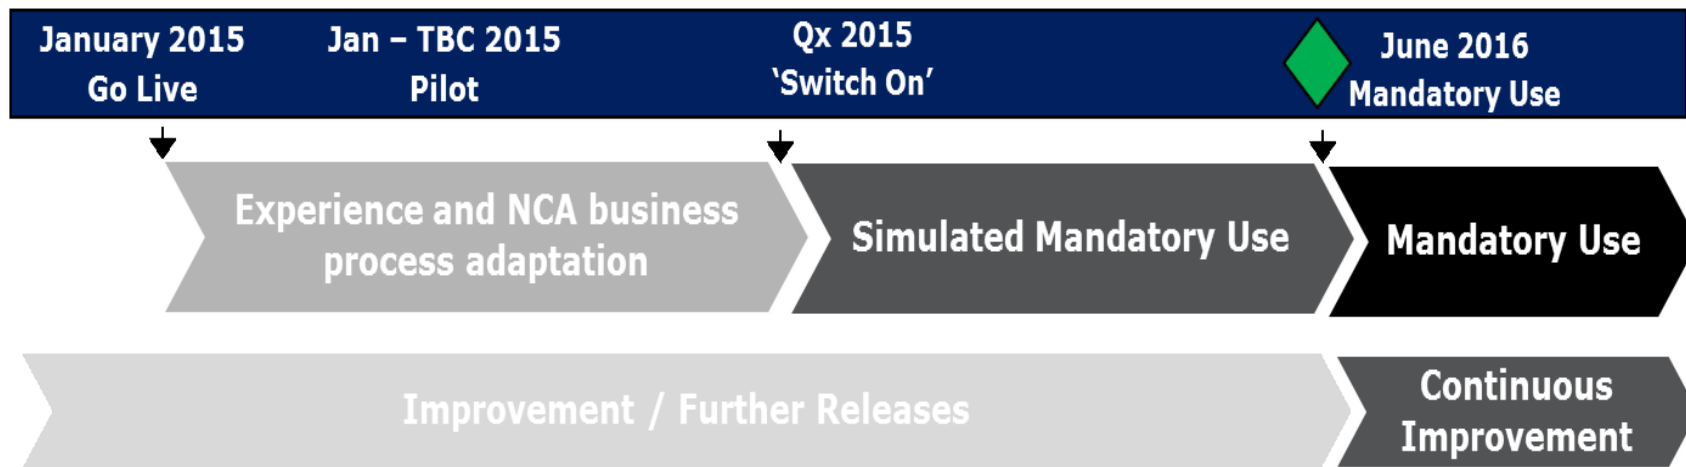 January 2015
Go Live
Jan – TBC 2015
Pilot
Qx 2015
‘Switch On’
June 2016
Mandatory Use
Experience and NCA business
process adaptation
Simulated Mandatory Use
Mandatory Use
Improvement / Further Releases
Continuous
Improvement